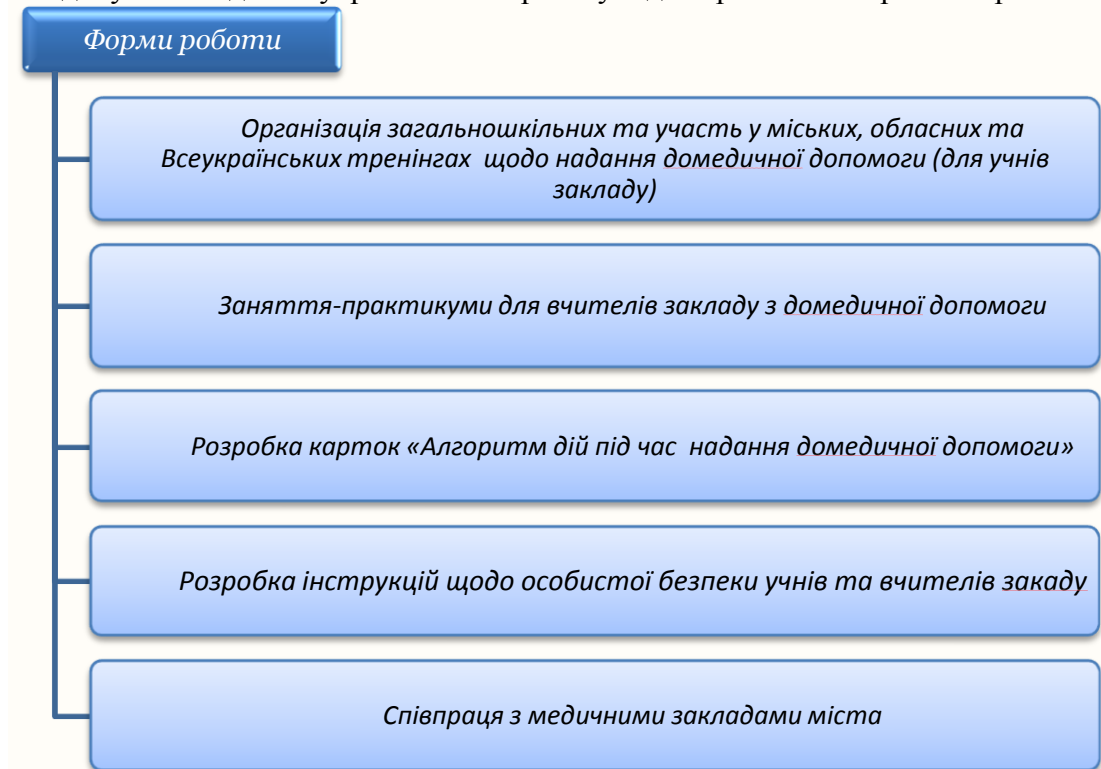 Форми роботи
Організація загальношкільних та участь у міських, обласних та
Всеукраїнських тренінгах щодо надання домедичної допомоги (для учнів
закладу)
Заняття-практикуми для вчителів закладу з домедичної допомоги
Розробка карток «Алгоритм дій під час надання домедичної допомоги»
Розробка інструкцій щодо особистої безпеки учнів та вчителів закаду
Співпраця з медичними закладами міста